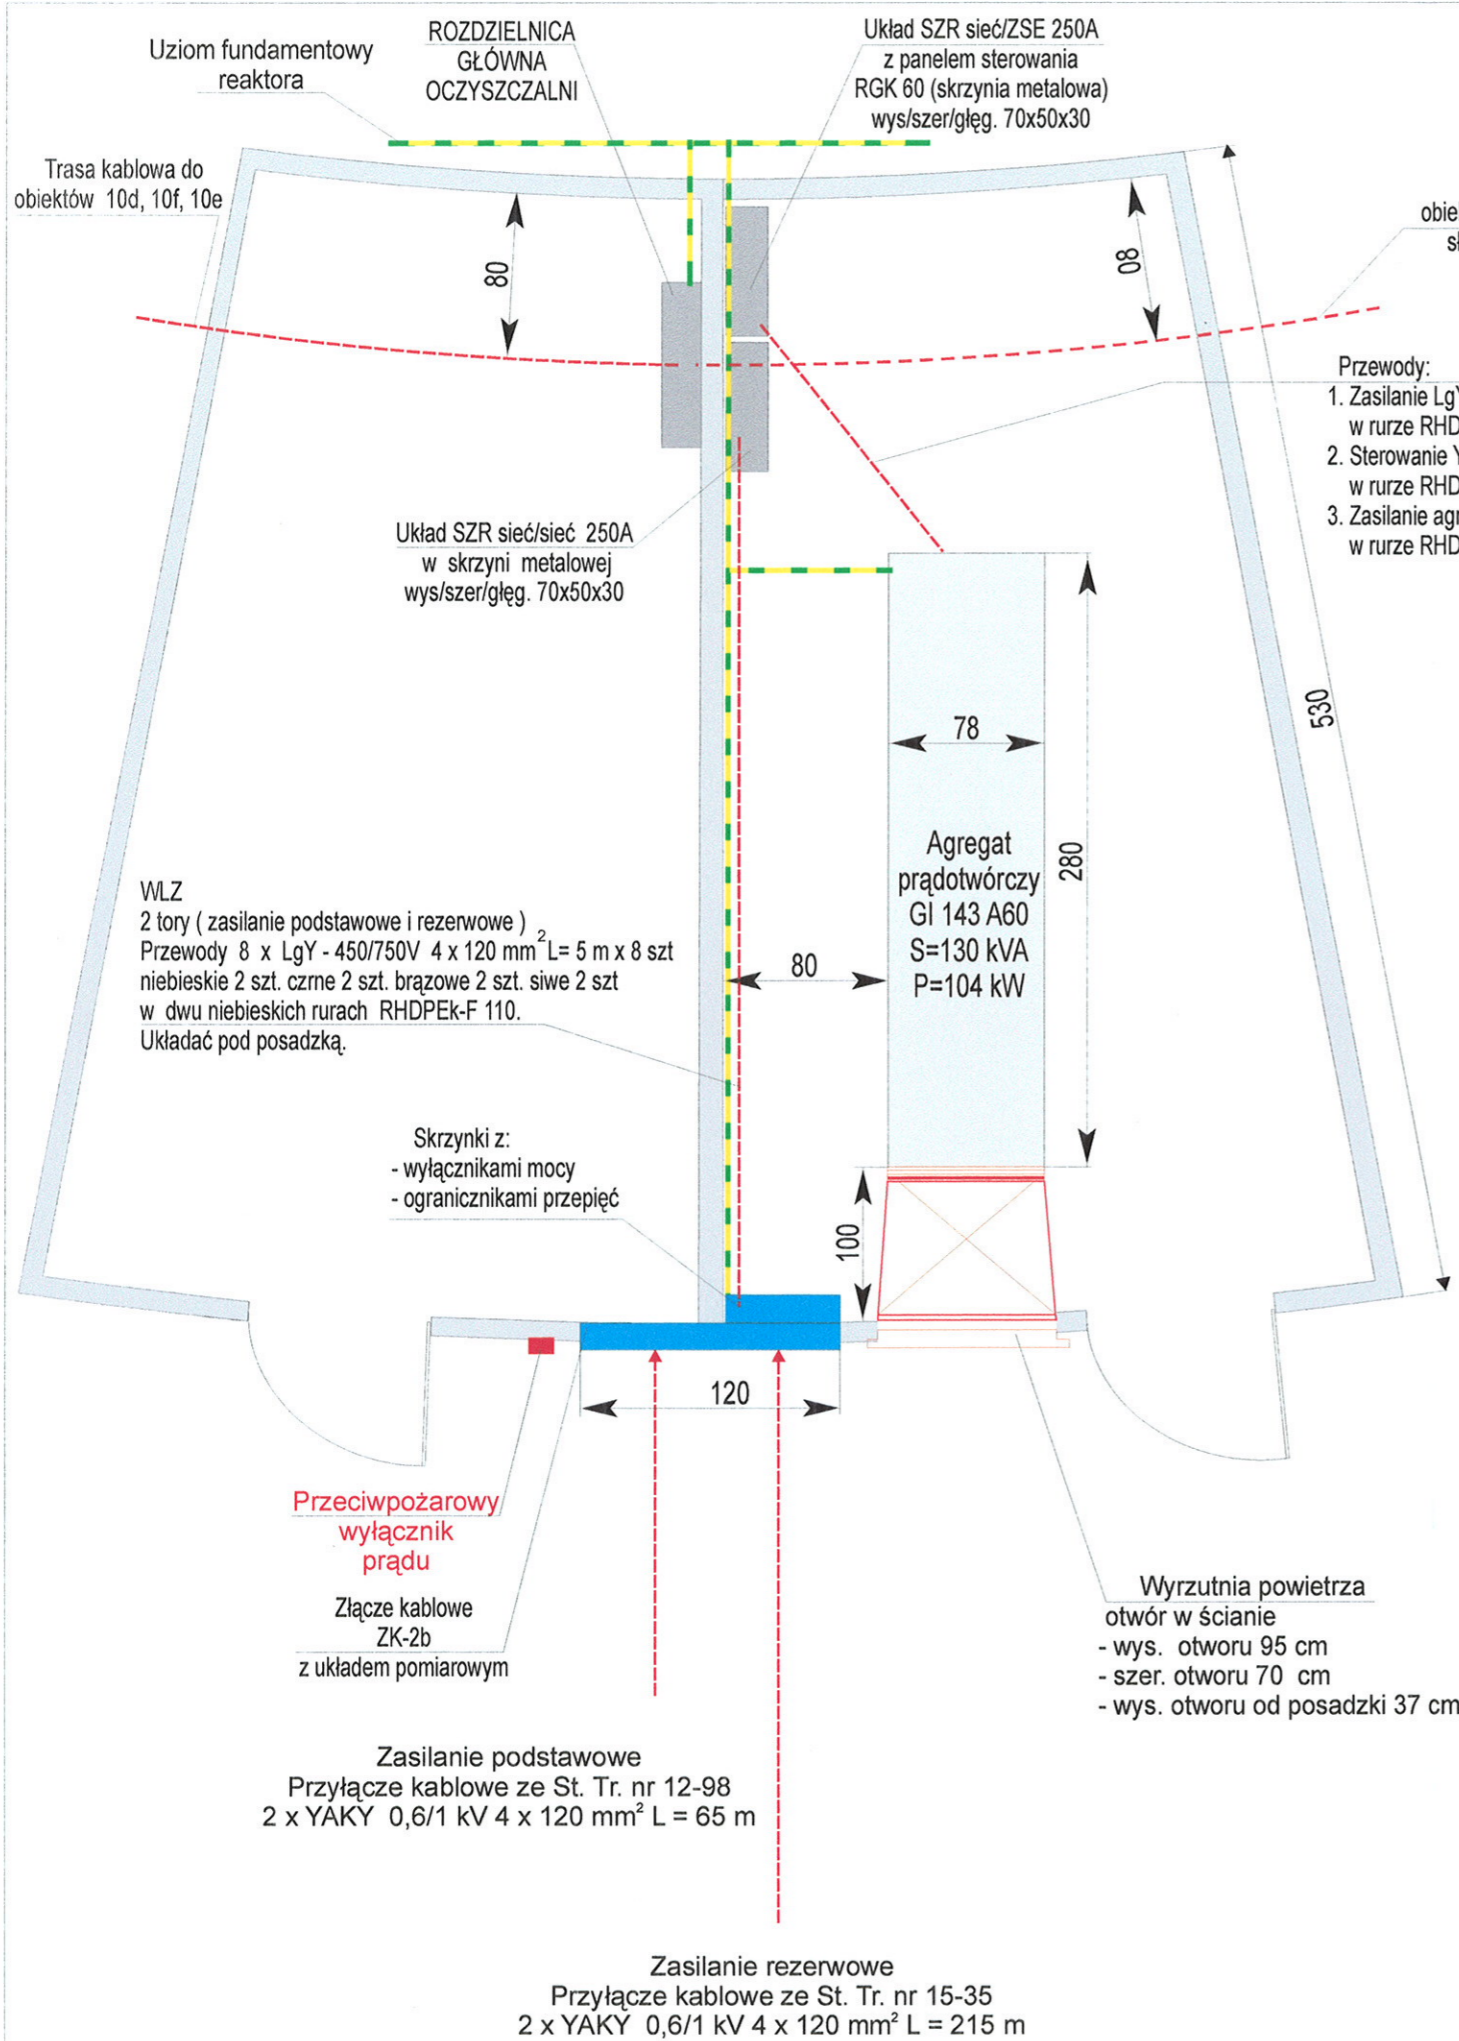 Uziom fundamentowy
reaktora
ROZDZIELNICA
GŁÓWNA
OCZYSZCZALNI
Układ SZR sieć/ZSE 250A
z panelem sterowania
RGK 60 (skrzynia metalowa)
wys/szer/głęg. 70x50x30
Trasa kablowa do
obiektów 10d, 10f, 10e
80
80
530
Przewody:
1. Zasilanie
w rurze
2. Sterowanie
w rurze
3. Zasilanie
w rurze
Układ SZR sieć/sieć 250A
w skrzyni metalowej
wys/szer/głęg. 70x50x30
78
280
Agregat
prądotwórczy
GI 143 A60
S=130 kVA
P=104 kW
80
WLZ
2 tory ( zasilanie podstawowe i rezerwowe )
Przewody 8 x LgY - 450/750V 4 x 120 mm² L= 5 m x 8 szt
niebieskie 2 szt. czrne 2 szt. brązowe 2 szt. siwe 2 szt
w dwu niebieskich rurach RHDPEk-F 110.
Układać pod posadzką.
Skrzynki z:
- wyłącznikami mocy
- ogranicznikami przepięć
100
120
Przeciwpożarowy
wyłącznik
prądu
Złącze kablowe
ZK-2b
z układem pomiarowym
Wyrzutnia powietrza
otwór w ścianie
- wys. otworu 95 cm
- szer. otworu 70 cm
- wys. otworu od posadzki 37 cm
Zasilanie podstawowe
Przyłącze kablowe ze St. Tr. nr 12-98
2 x YAKY 0,6/1 kV 4 x 120 mm² L = 65 m
Zasilanie rezerwowe
Przyłącze kablowe ze St. Tr. nr 15-35
2 x YAKY 0,6/1 kV 4 x 120 mm² L = 215 m